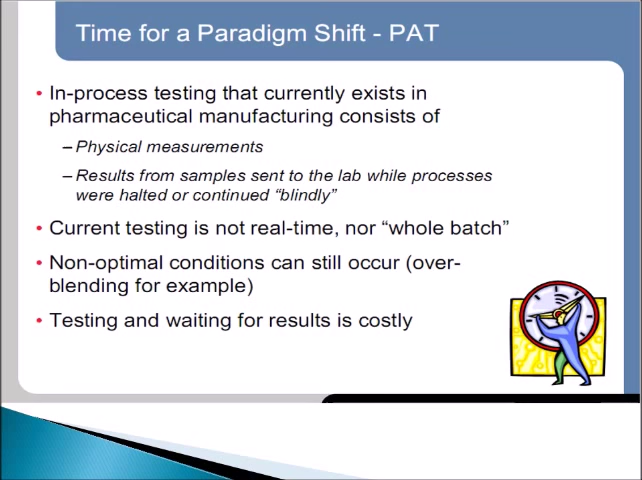 Time for a Paradigm Shift - PAT
• In-process testing that currently exists in
pharmaceutical manufacturing consists of
– Physical measurements
– Results from samples sent to the lab while processes
were halted or continued “blindly”
• Current testing is not real-time, nor “whole batch”
• Non-optimal conditions can still occur (over-
blending for example)
• Testing and waiting for results is costly